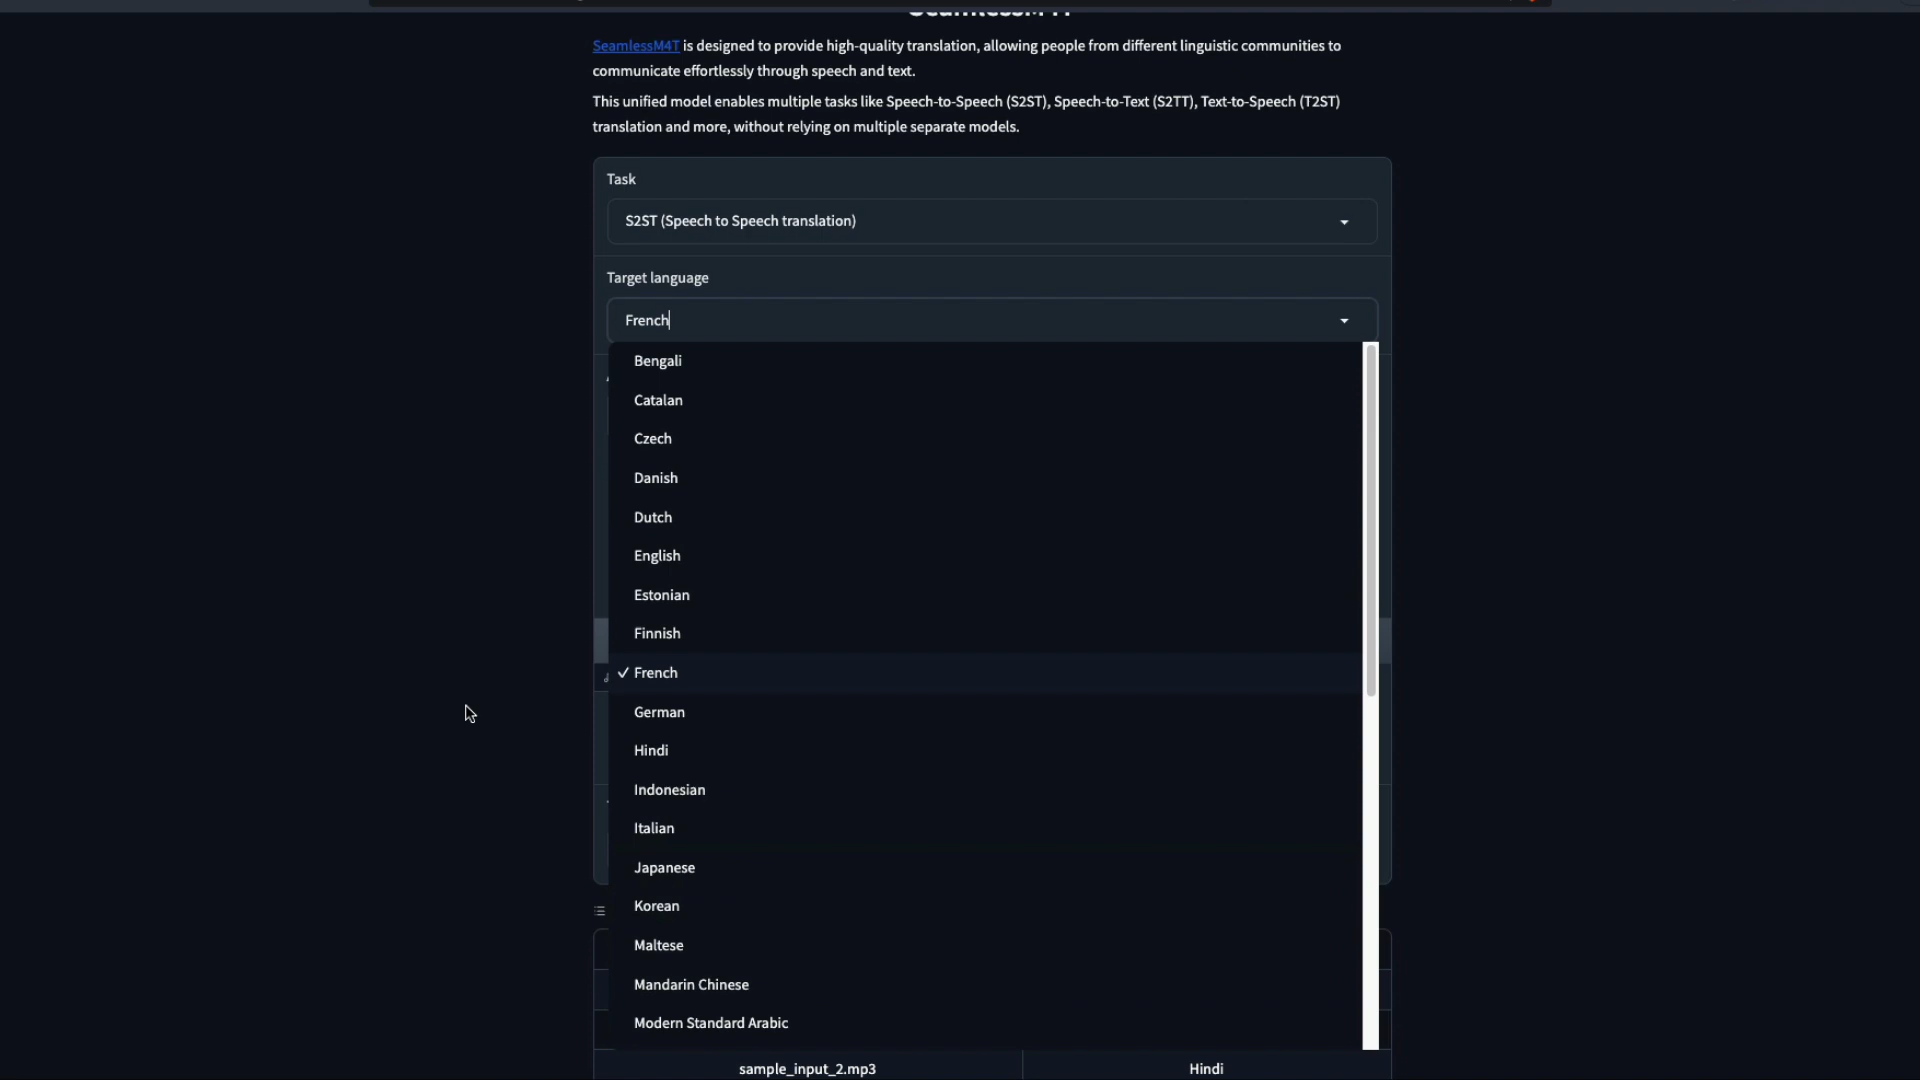 SeamlessM4T
SeamlessM4T is designed to provide high-quality translation, allowing people from different linguistic communities to
communicate effortlessly through speech and text.
This unified model enables multiple tasks like Speech-to-Speech (S2ST), Speech-to-Text (S2TT), Text-to-Speech (T2ST)
translation and more, without relying on multiple separate models.
Task
S2ST (Speech to Speech translation)
Target language
French
Bengali
Catalan
Czech
Danish
Dutch
English
Estonian
Finnish
French
German
Hindi
Indonesian
Italian
Japanese
Korean
Maltese
Mandarin Chinese
Modern Standard Arabic
sample_input_2.mp3 Hindi